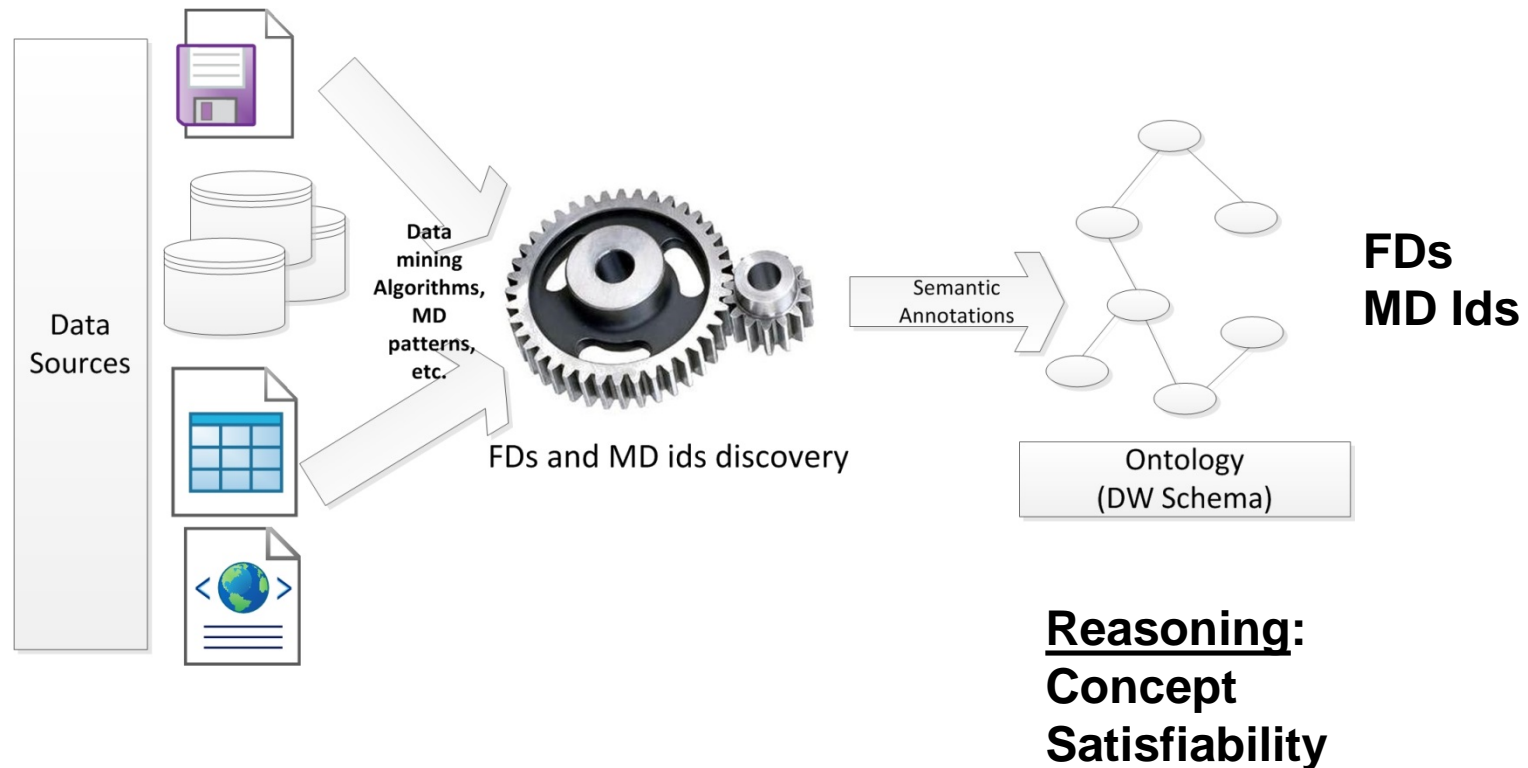 Data
Sources
Data
mining
Algorithms,
MD
patterns,
etc.
FDs and MD ids discovery
Semantic
Annotations
Ontology
(DW Schema)
FDs
MD Ids
Reasoning:
Concept
Satisfiability